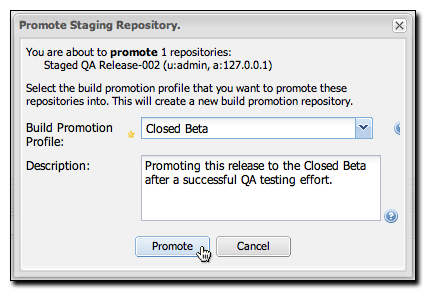 Promote Staging Repository.
You are about to promote 1 repositories:
Staged QA Release-002 (u:admin, a:127.0.0.1)
Select the build promotion profile that you want to promote these
repositories into. This will create a new build promotion repository.
Build Promotion
Profile:
Closed Beta
Description:
Promoting this release to the Closed Beta
after a successful QA testing effort.
Promote
Cancel